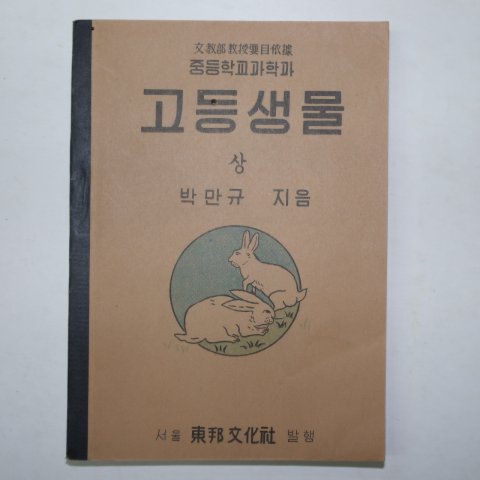 文敎部敎授要目依據
중등학교과학과
고등생물
상
박만규 지음
서울 東邦文化社 발행